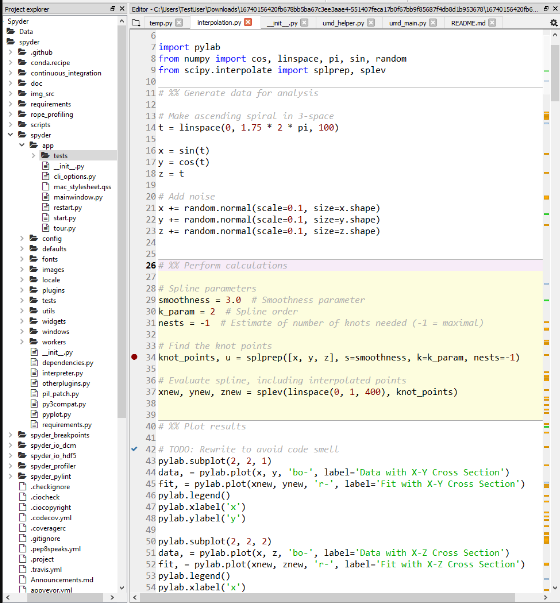 Project explorer
Editor - C:\Users\TestUser\Downloads\
Spyder
Data
spyder
.github
conda.recipe
continuous_integration
doc
img_src
requirements
rope_profiling
scripts
spyder
app
tests
__init__.py
cli_options.py
mac_stylesheet.qss
mainwindow.py
restart.py
start.py
tour.py
config
defaults
fonts
images
locale
plugins
tests
utils
widgets
windows
workers
__init__.py
dependencies.py
interpreter.py
otherplugins.py
pil_patch.py
py3compat.py
pyplot.py
requirements.py
spyder_breakpoints
spyder_io_dcm
spyder_io_hdf5
spyder_profiler
spyder_pylint
.checkignore
.ciocheck
.ciocopyright
.codecov.yml
.coveragerc
.gitignore
.pep8speaks.yml
.project
.travis.yml
Announcements.md
appveyor.yml
temp.py
interpolation.py
__init__.py
umd_helper.py
umd_main.py
README.md
6
7 import pylab
8 from numpy import cos, linspace, pi, sin, random
9 from scipy.interpolate import splprep, splev
10
11 # %% Generate data for analysis
12
13 # Make ascending spiral in 3-space
14 t = linspace(0, 1.75 * 2 * pi, 100)
15
16 x = sin(t)
17 y = cos(t)
18 z = t
19
20 # Add noise
21 x += random.normal(scale=0.1, size=x.shape)
22 y += random.normal(scale=0.1, size=y.shape)
23 z += random.normal(scale=0.1, size=z.shape)
24
25
26 # %% Perform calculations
27
28 # Spline parameters
29 smoothness = 3.0 # Smoothness parameter
30 k_param = 2 # Spline order
31 nests = -1 # Estimate of number of knots needed (-1 = maximal)
32
33 # Find the knot points
34 knot_points, u = splprep([x, y, z], s=smoothness, k=k_param, nests=-1)
35
36 # Evaluate spline, including interpolated points
37 xnew, ynew, znew = splev(linspace(0, 1, 400), knot_points)
38
39
40 # %% Plot results
41
42 # TODO: Rewrite to avoid code smell
43 pylab.subplot(2, 2, 1)
44 data, = pylab.plot(x, y, 'bo-', label='Data with X-Y Cross Section')
45 fit, = pylab.plot(xnew, ynew, 'r-', label='Fit with X-Y Cross Section')
46 pylab.legend()
47 pylab.xlabel('x')
48 pylab.ylabel('y')
49
50 pylab.subplot(2, 2, 2)
51 data, = pylab.plot(x, z, 'bo-', label='Data with X-Z Cross Section')
52 fit, = pylab.plot(xnew, znew, 'r-', label='Fit with X-Z Cross Section')
53 pylab.legend()
54 pylab.xlabel('x')